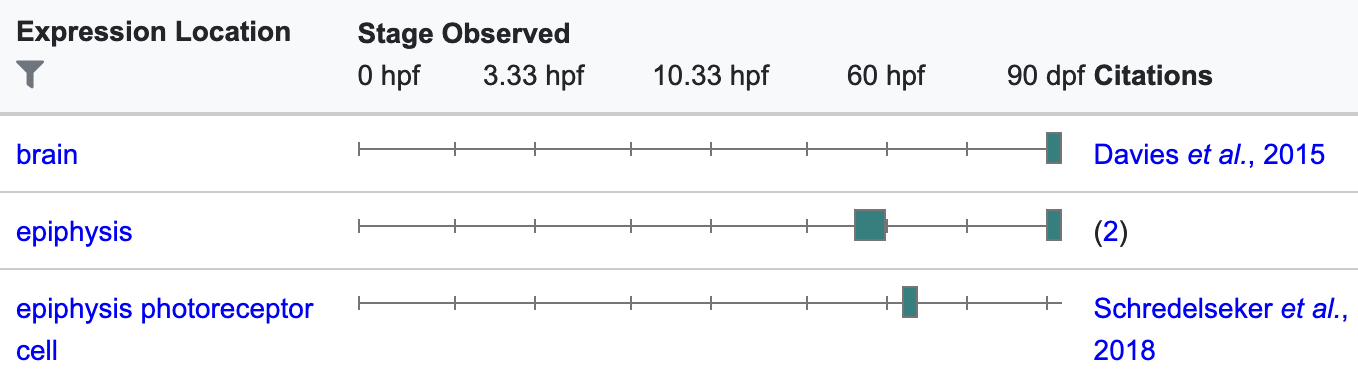 Expression Location
Stage Observed
0 hpf 3.33 hpf 10.33 hpf 60 hpf 90 dpf Citations
brain Davies et al., 2015
epiphysis (2)
epiphysis photoreceptor Schredelseker et al.,
cell 2018